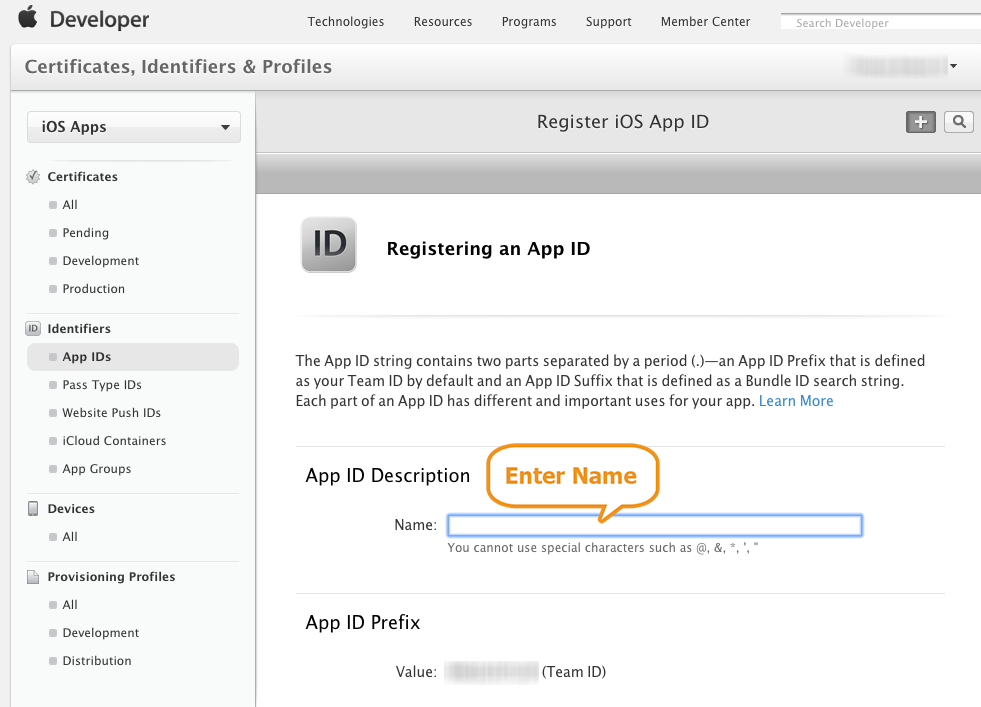 Developer
Technologies Resources Programs Support Member Center
Search Developer
Certificates, Identifiers & Profiles
iOS Apps
Register iOS App ID
Certificates
All
Pending
Development
Production
ID Identifiers
App IDs
Pass Type IDs
Website Push IDs
iCloud Containers
App Groups
Devices
All
Provisioning Profiles
All
Development
Distribution
ID
Registering an App ID
The App ID string contains two parts separated by a period (.)—an App ID Prefix that is defined
as your Team ID by default and an App ID Suffix that is defined as a Bundle ID search string.
Each part of an App ID has different and important uses for your app. Learn More
App ID Description
Enter Name
Name:
You cannot use special characters such as @, &, *, ', "
App ID Prefix
Value: (Team ID)